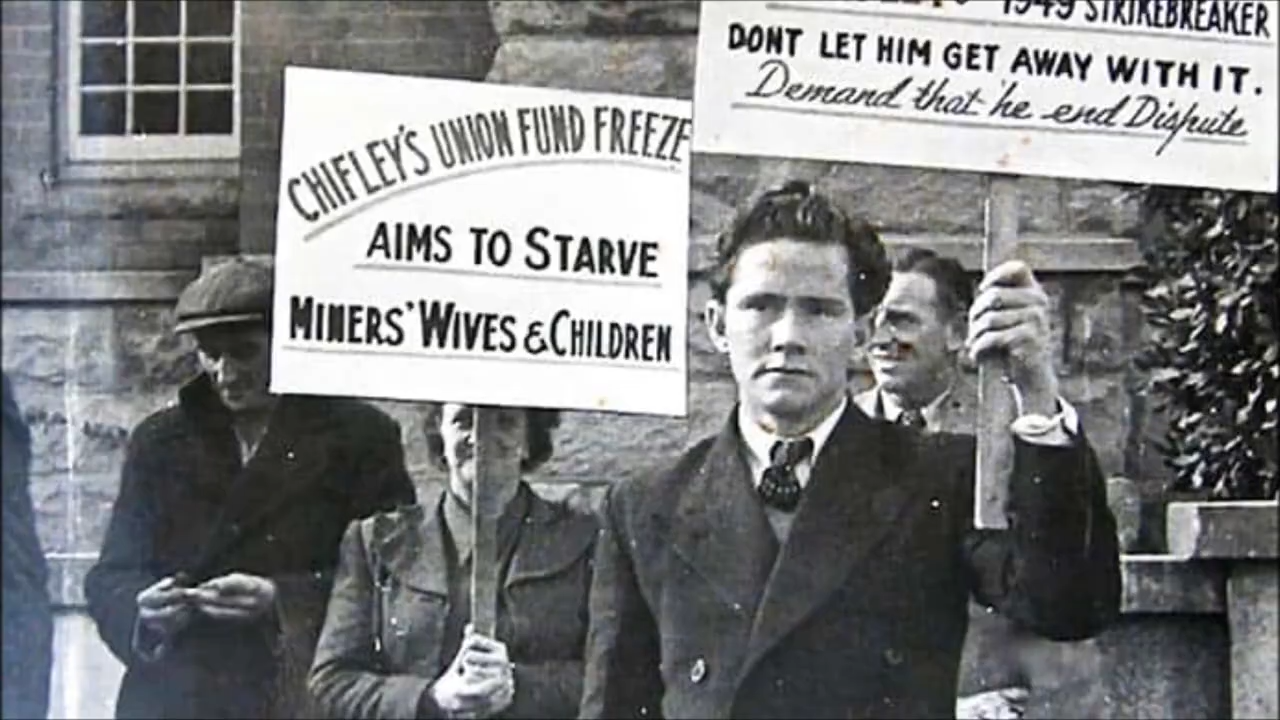 CHIFLEY'S UNION FUND FREEZE
AIMS TO STARVE
MINERS' WIVES & CHILDREN
1949 STRIKEBREAKER
DONT LET HIM GET AWAY WITH IT.
Demand that he end Dispute